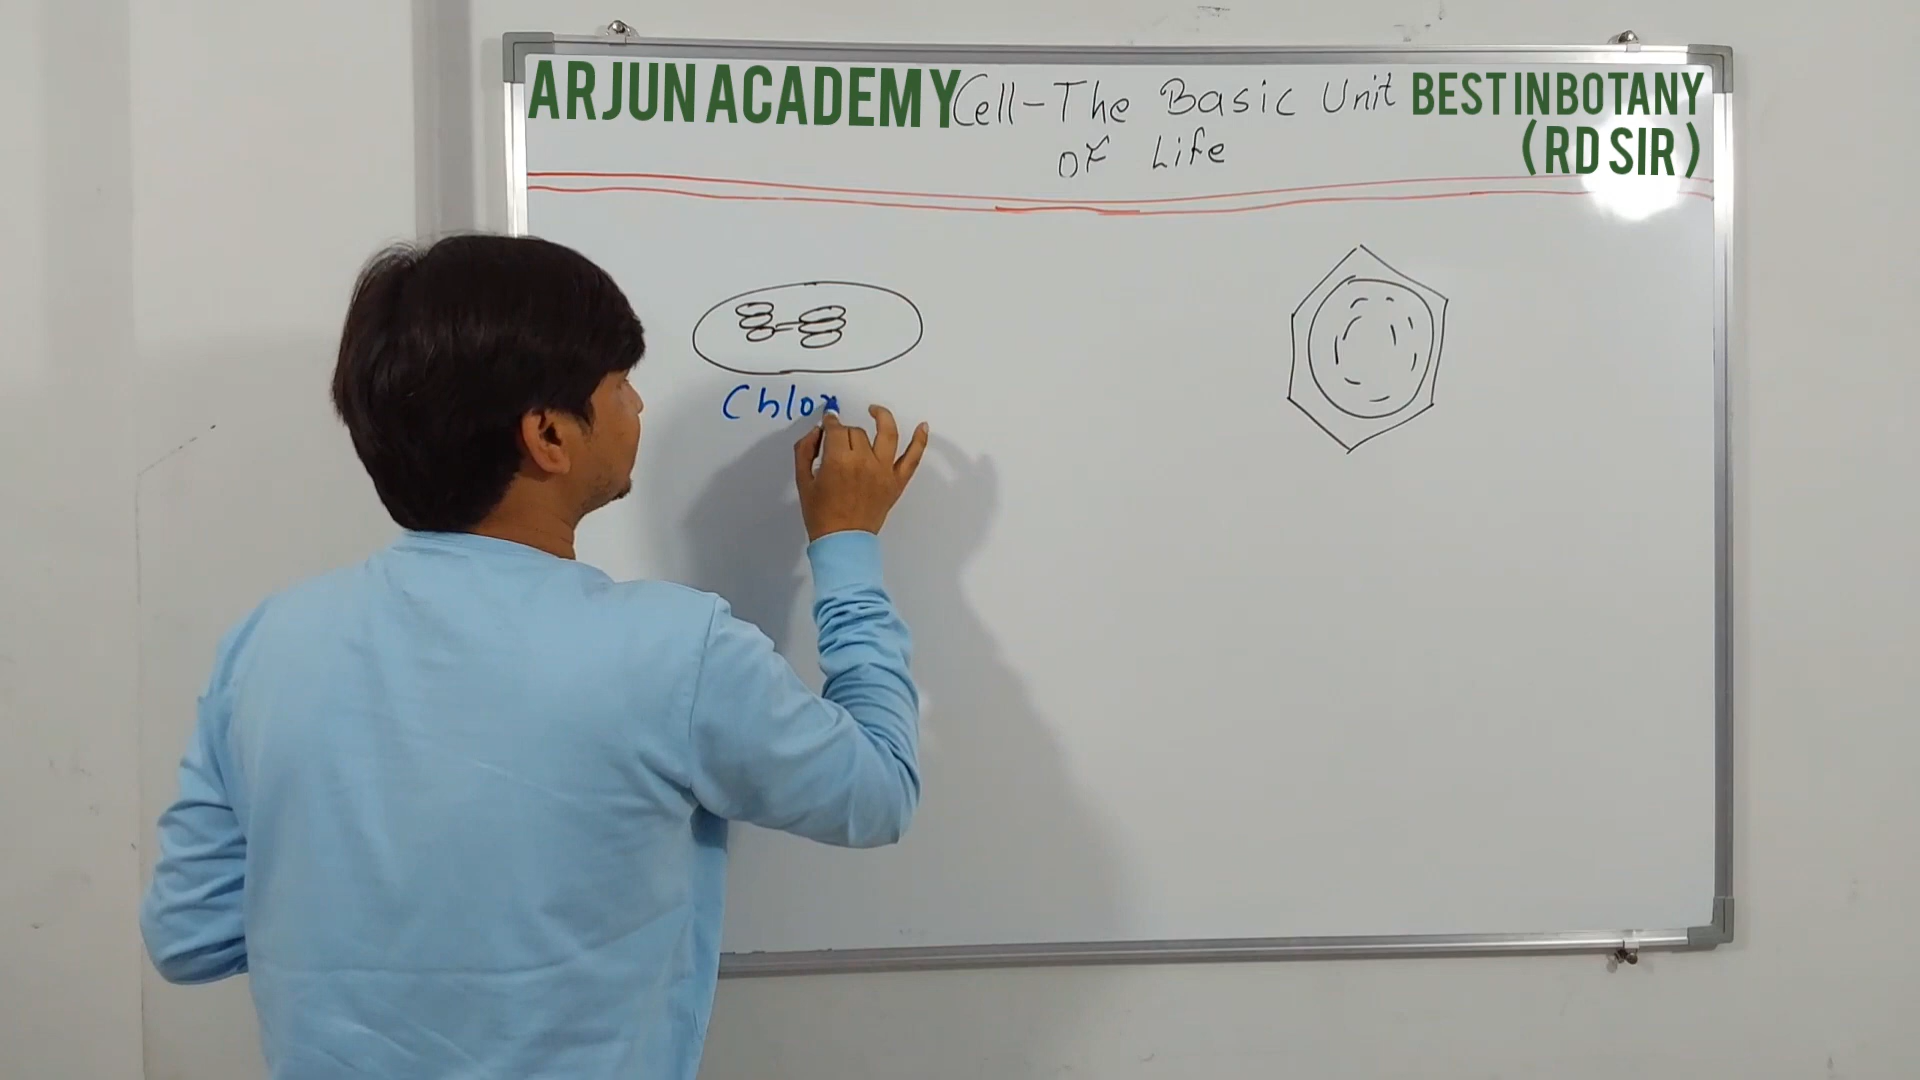 ARJUN ACADEMY
Cell-The Basic Unit
OF Life
BEST IN BOTANY
(RD SIR)
Chlor